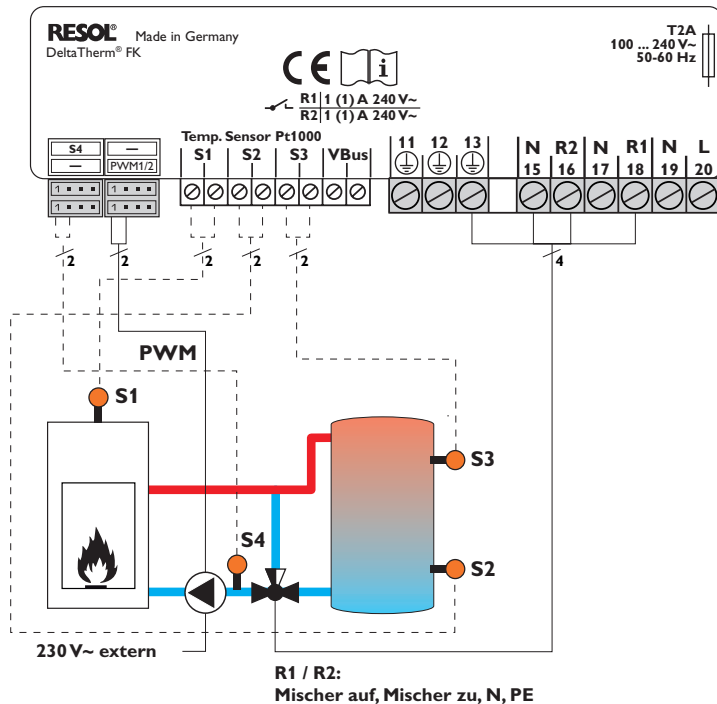 RESOL® Made in Germany
DeltaTherm® FK
T2A
100 ... 240 V~
50-60 Hz
CE i
R1 1 (1) A 240 V~
R2 1 (1) A 240 V~
S4 —
— PWM1/2
Temp. Sensor Pt1000
S1 S2 S3 VBus
11 12 13
N R2 N R1 N L
15 16 17 18 19 20
1
1
1
1
2 2 2 2 2 4
PWM
S1
S3
S4
S2
230 V~ extern
R1 / R2:
Mischer auf, Mischer zu, N, PE